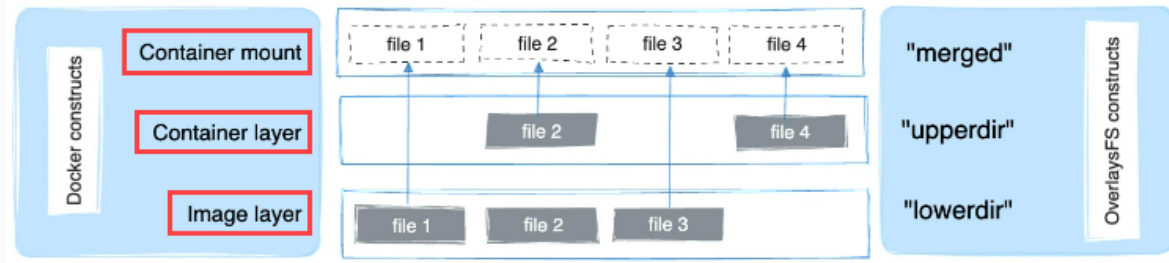 Docker constructs
Container mount
file 1
file 2
file 3
file 4
"merged"
OverlaysFS constructs
Container layer
file 2
file 4
"upperdir"
Image layer
file 1
file 2
file 3
"lowerdir"